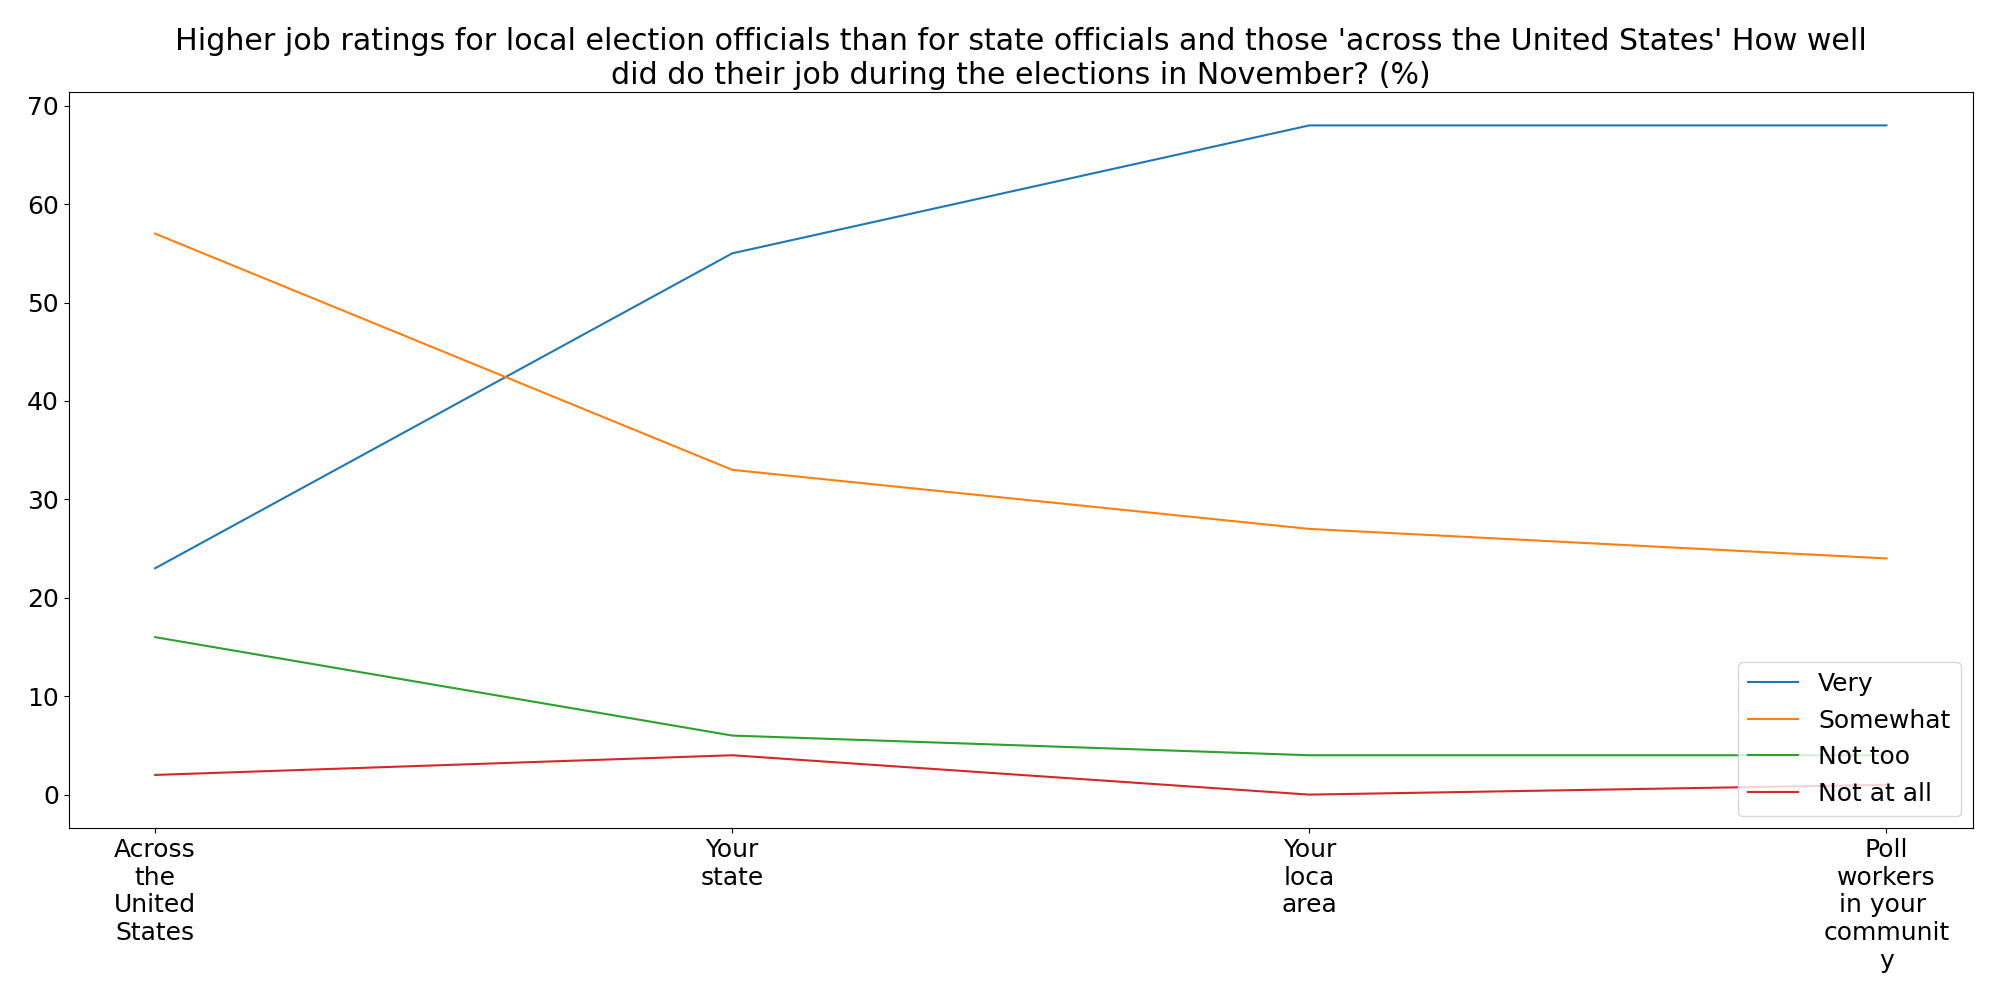 Higher job ratings for local election officials than for state officials and those 'across the United States' How well
did do their job during the elections in November? (%)
70
60
50
40
30
20
10
0
Very
Somewhat
Not too
Not at all
Across
the
United
States
Your
state
Your
loca
area
Poll
workers
in your
communit
y